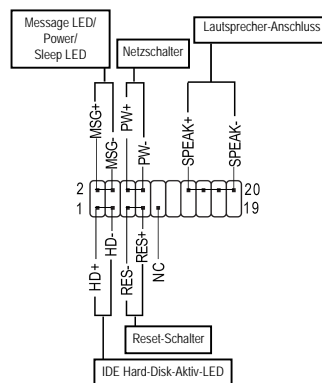 Message LED/
Power/
Sleep LED
Netzschalter
Lautsprecher-Anschluss
MSG+
MSG-
PW+
PW-
SPEAK+
SPEAK-
2
20
1
19
HD+
HD-
RES-
RES+
NC
Reset-Schalter
IDE Hard-Disk-Aktiv-LED